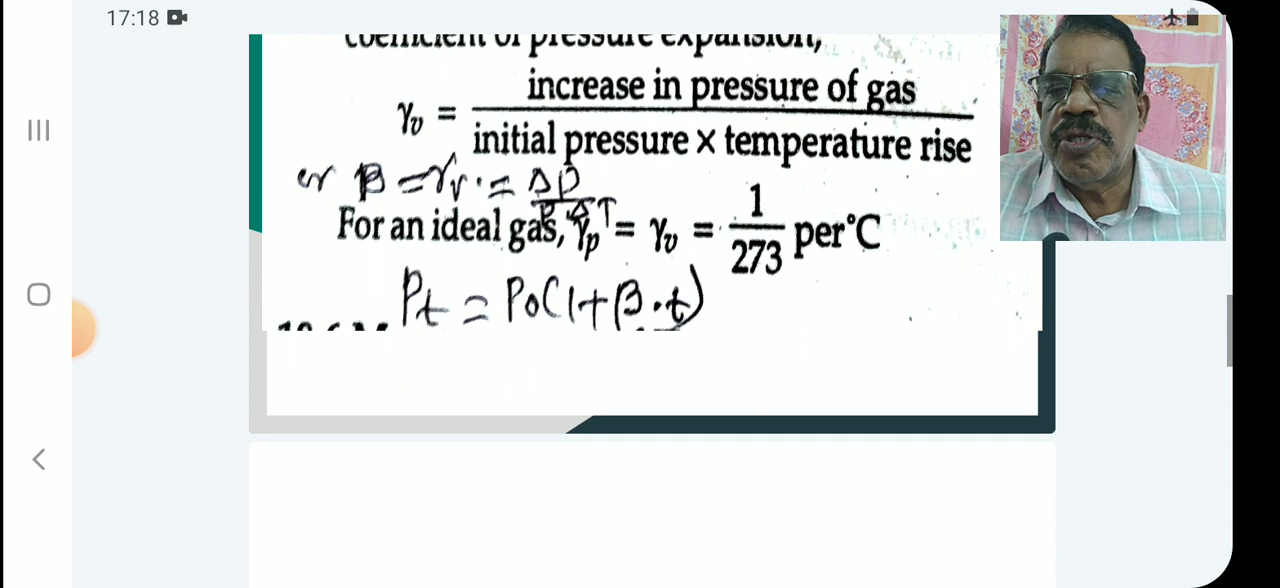 17:18
coefficient of pressure expansion,
γv = increase in pressure of gas / initial pressure × temperature rise
or β = γv = ΔP / P ΔT
For an ideal gas, γp = γv = 1/273 per°C
Pt = P0(1+β.t)